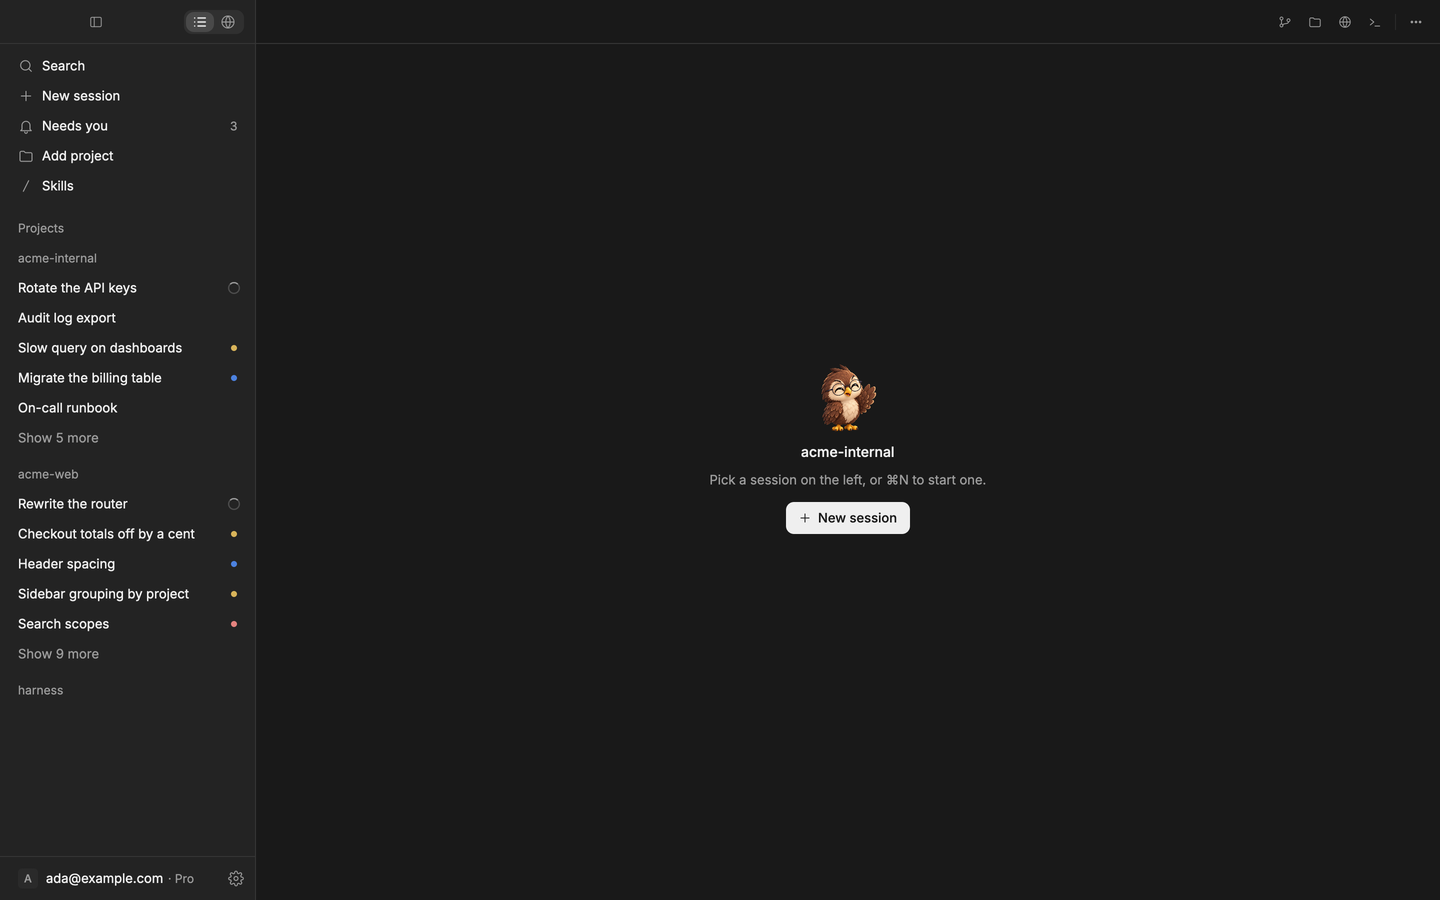 Search
New session
Needs you 3
Add project
Skills
Projects
acme-internal
Rotate the API keys
Audit log export
Slow query on dashboards
Migrate the billing table
On-call runbook
Show 5 more
acme-web
Rewrite the router
Checkout totals off by a cent
Header spacing
Sidebar grouping by project
Search scopes
Show 9 more
harness
A ada@example.com · Pro
acme-internal
Pick a session on the left, or ⌘N to start one.
New session